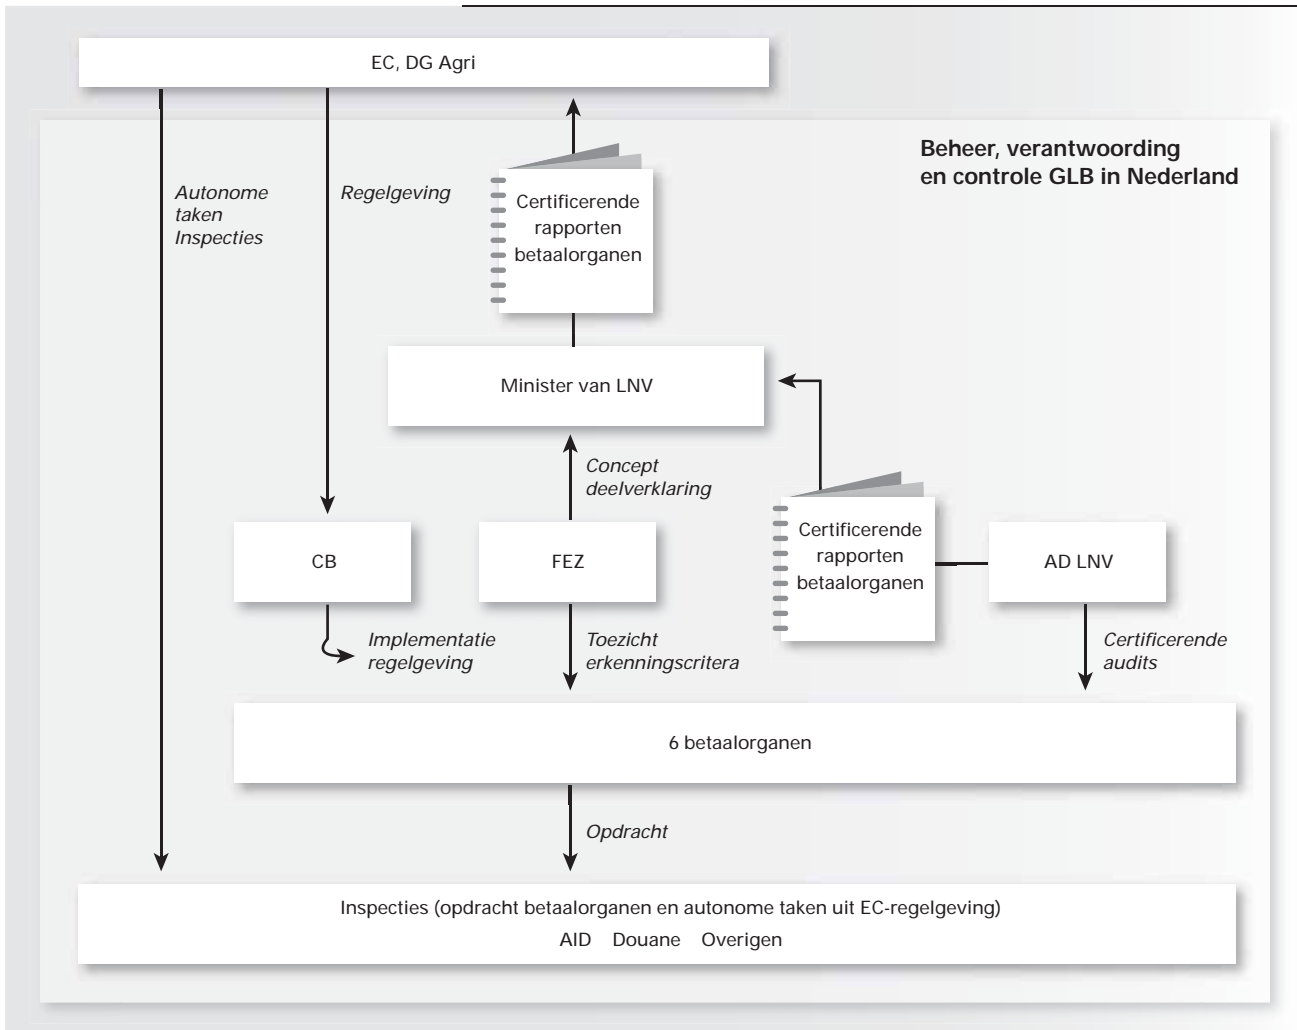 EC, DG Agri
Beheer, verantwoording
en controle GLB in Nederland
Autonome
taken
Inspecties
Regelgeving
Certificerende
rapporten
betaalorganen
Minister van LNV
Concept
deelverklaring
Certificerende
rapporten
betaalorganen
CB
FEZ
AD LNV
Implementatie
regelgeving
Toezicht
erkenningscritera
Certificerende
audits
6 betaalorganen
Opdracht
Inspecties (opdracht betaalorganen en autonome taken uit EC-regelgeving)
AID Douane Overigen